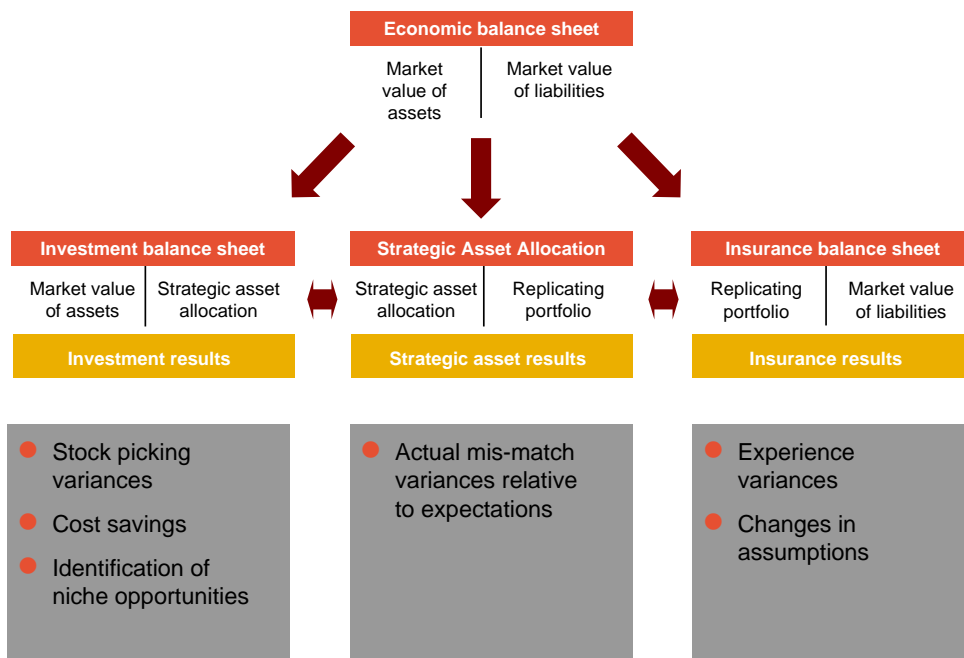 Economic balance sheet
Market
value of
assets
Market value
of liabilities
Investment balance sheet
Market value
of assets
Strategic asset
allocation
Investment results
Strategic Asset Allocation
Strategic asset
allocation
Replicating
portfolio
Strategic asset results
Insurance balance sheet
Replicating
portfolio
Market value
of liabilities
Insurance results
Stock picking
variances
Cost savings
Identification of
niche opportunities
Actual mis-match
variances relative
to expectations
Experience
variances
Changes in
assumptions